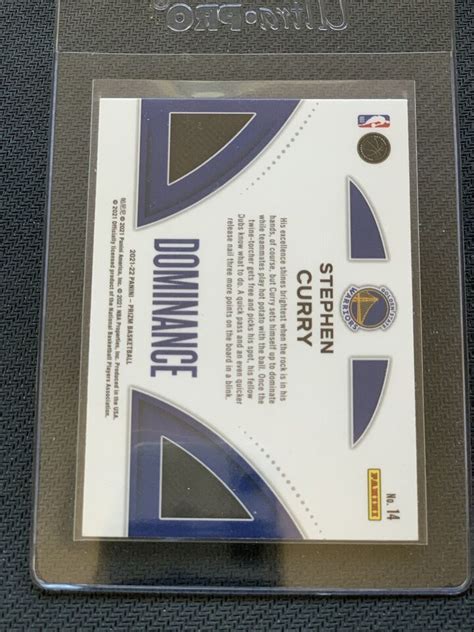 Ultra·PRO
NBA
GOLDEN STATE
WARRIORS
PANINI
No. 14
STEPHEN
CURRY
His excellence shines brightest when the rock is in his
hands, of course, but Curry sets himself up to dominate
while teammates play hot potato with the ball. Once the
twine-torcher gets free and picks his spot, his fellow
Dubs know what to do. A quick pass and an even quicker
release nail three more points on the board in a blink.
DOMINANCE
2021-22 PANINI – PRIZM BASKETBALL
© 2021 Panini America, Inc. © 2021 NBA Properties, Inc. Produced in the USA.
© 2021 Officially licensed product of the National Basketball Players Association.